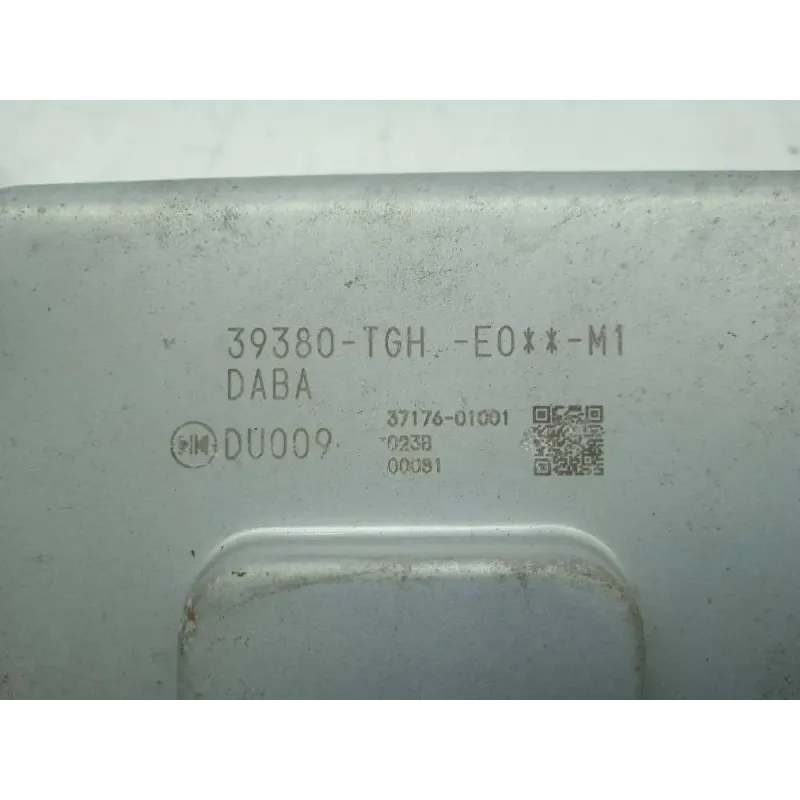 39380-TGH -E0**-M1
DABA
DU009
37176-01001
023B
00081